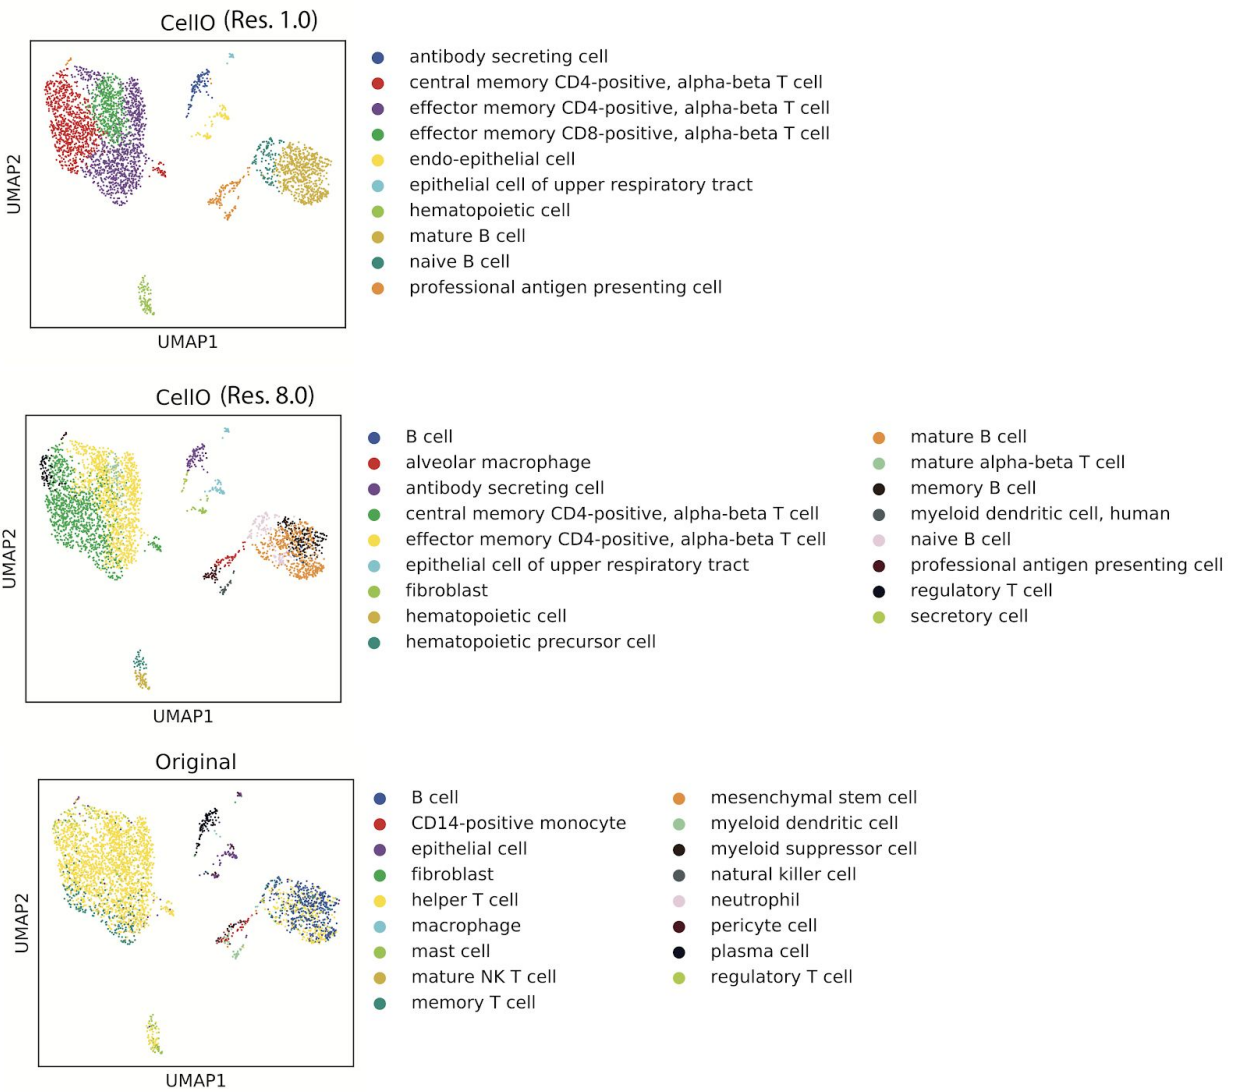 CellO (Res. 1.0)
UMAP2
UMAP1
antibody secreting cell
central memory CD4-positive, alpha-beta T cell
effector memory CD4-positive, alpha-beta T cell
effector memory CD8-positive, alpha-beta T cell
endo-epithelial cell
epithelial cell of upper respiratory tract
hematopoietic cell
mature B cell
naive B cell
professional antigen presenting cell
CellO (Res. 8.0)
UMAP2
UMAP1
B cell
alveolar macrophage
antibody secreting cell
central memory CD4-positive, alpha-beta T cell
effector memory CD4-positive, alpha-beta T cell
epithelial cell of upper respiratory tract
fibroblast
hematopoietic cell
hematopoietic precursor cell
mature B cell
mature alpha-beta T cell
memory B cell
myeloid dendritic cell, human
naive B cell
professional antigen presenting cell
regulatory T cell
secretory cell
Original
UMAP2
UMAP1
B cell
CD14-positive monocyte
epithelial cell
fibroblast
helper T cell
macrophage
mast cell
mature NK T cell
memory T cell
mesenchymal stem cell
myeloid dendritic cell
myeloid suppressor cell
natural killer cell
neutrophil
pericyte cell
plasma cell
regulatory T cell